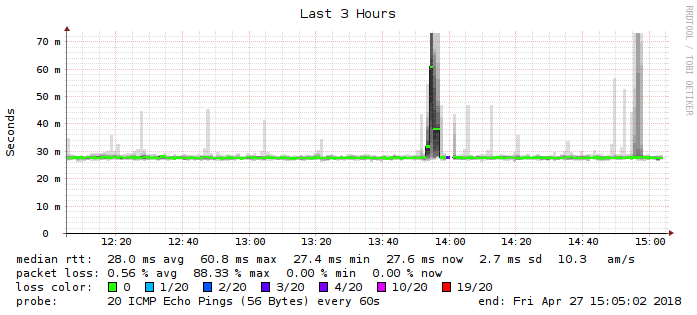 Last 3 Hours
RRDTOOL / TOBI OETIKER
Seconds
70 m
60 m
50 m
40 m
30 m
20 m
10 m
0
12:20 12:40 13:00 13:20 13:40 14:00 14:20 14:40 15:00
median rtt: 28.0 ms avg 60.8 ms max 27.4 ms min 27.6 ms now 2.7 ms sd 10.3 am/s
packet loss: 0.56 % avg 88.33 % max 0.00 % min 0.00 % now
loss color: 0 1/20 2/20 3/20 4/20 10/20 19/20
probe: 20 ICMP Echo Pings (56 Bytes) every 60s end: Fri Apr 27 15:05:02 2018